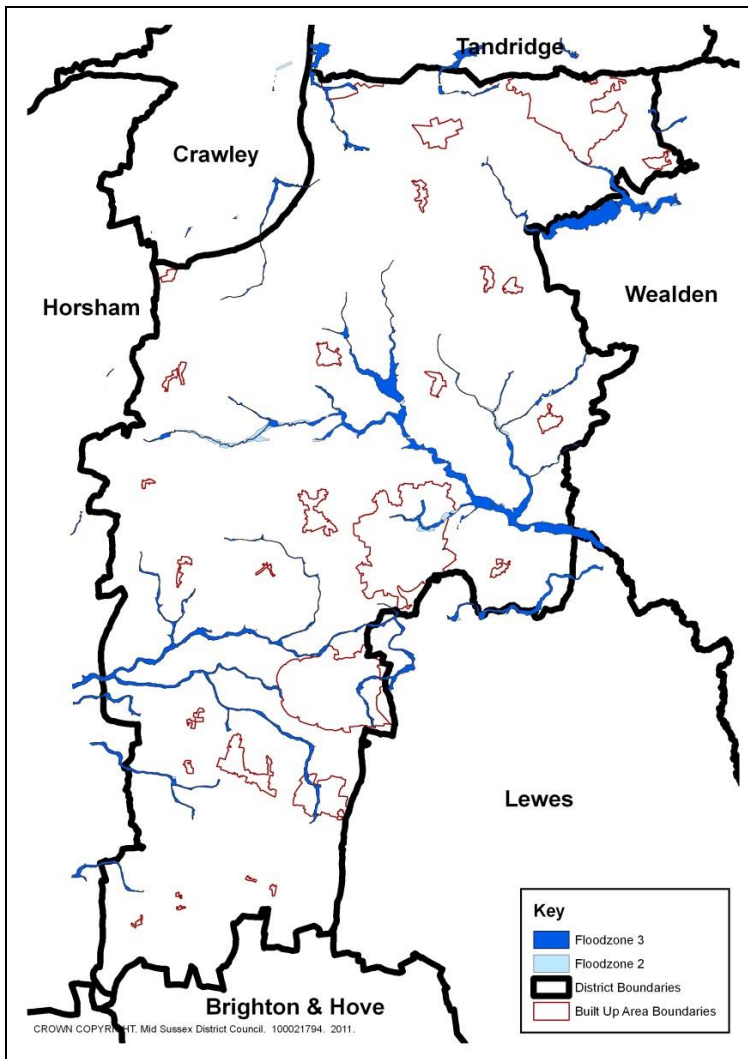 Tandridge
Crawley
Horsham
Wealden
Lewes
Key
Floodzone 3
Floodzone 2
District Boundaries
Built Up Area Boundaries
Brighton & Hove
CROWN COPYRIGHT. Mid Sussex District Council. 100021794. 2011.